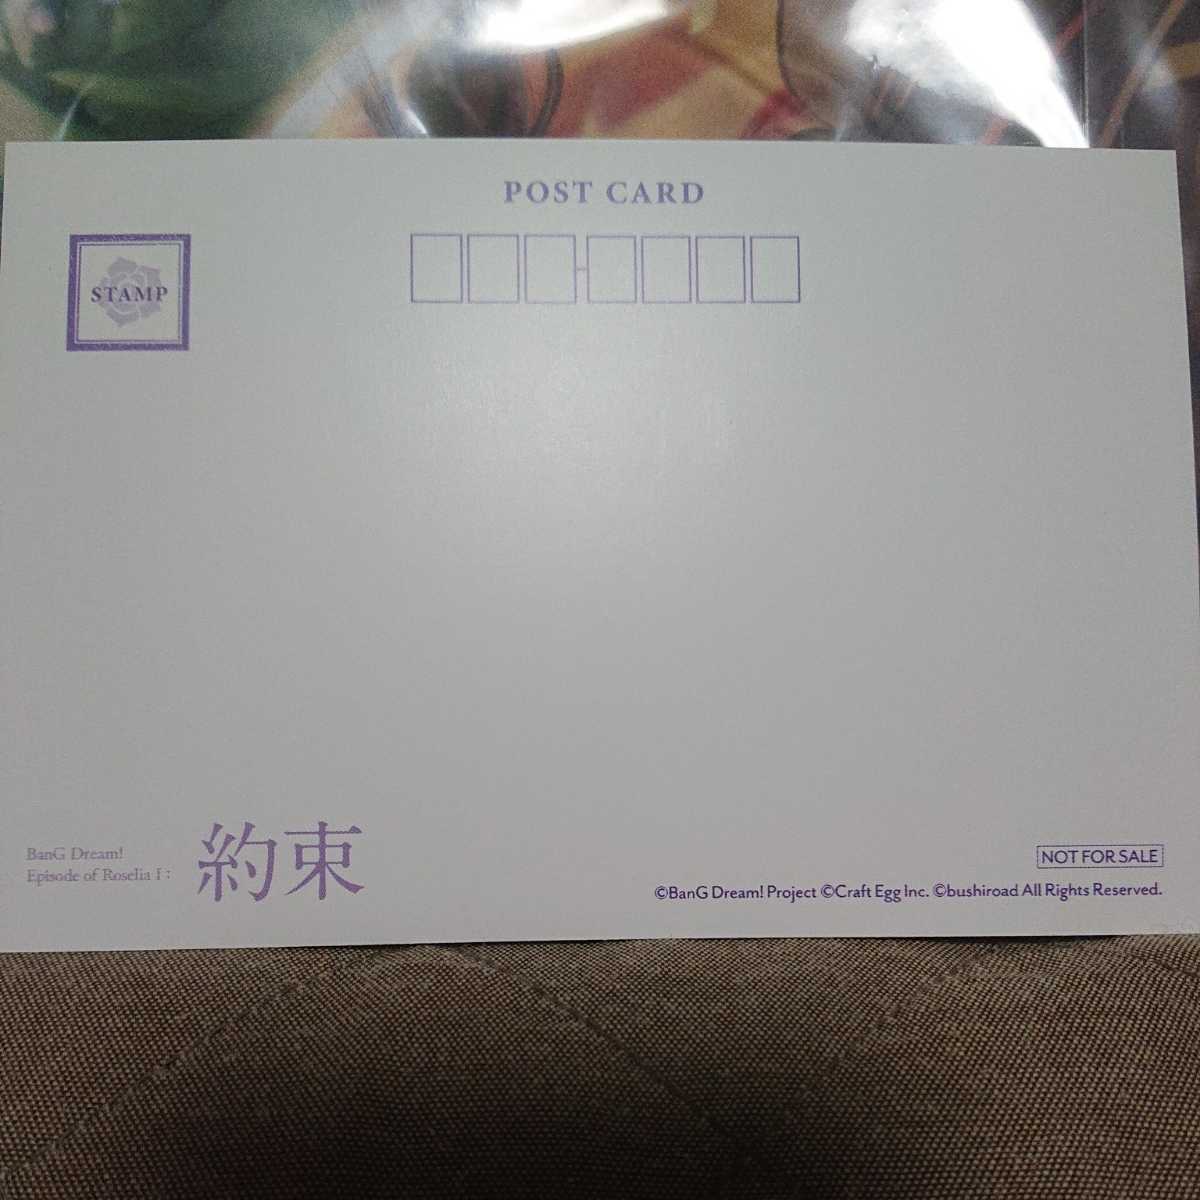 POST CARD
STAMP
BanG Dream!
Episode of Roselia I :
約束
NOT FOR SALE
©BanG Dream! Project ©Craft Egg Inc. ©bushiroad All Rights Reserved.